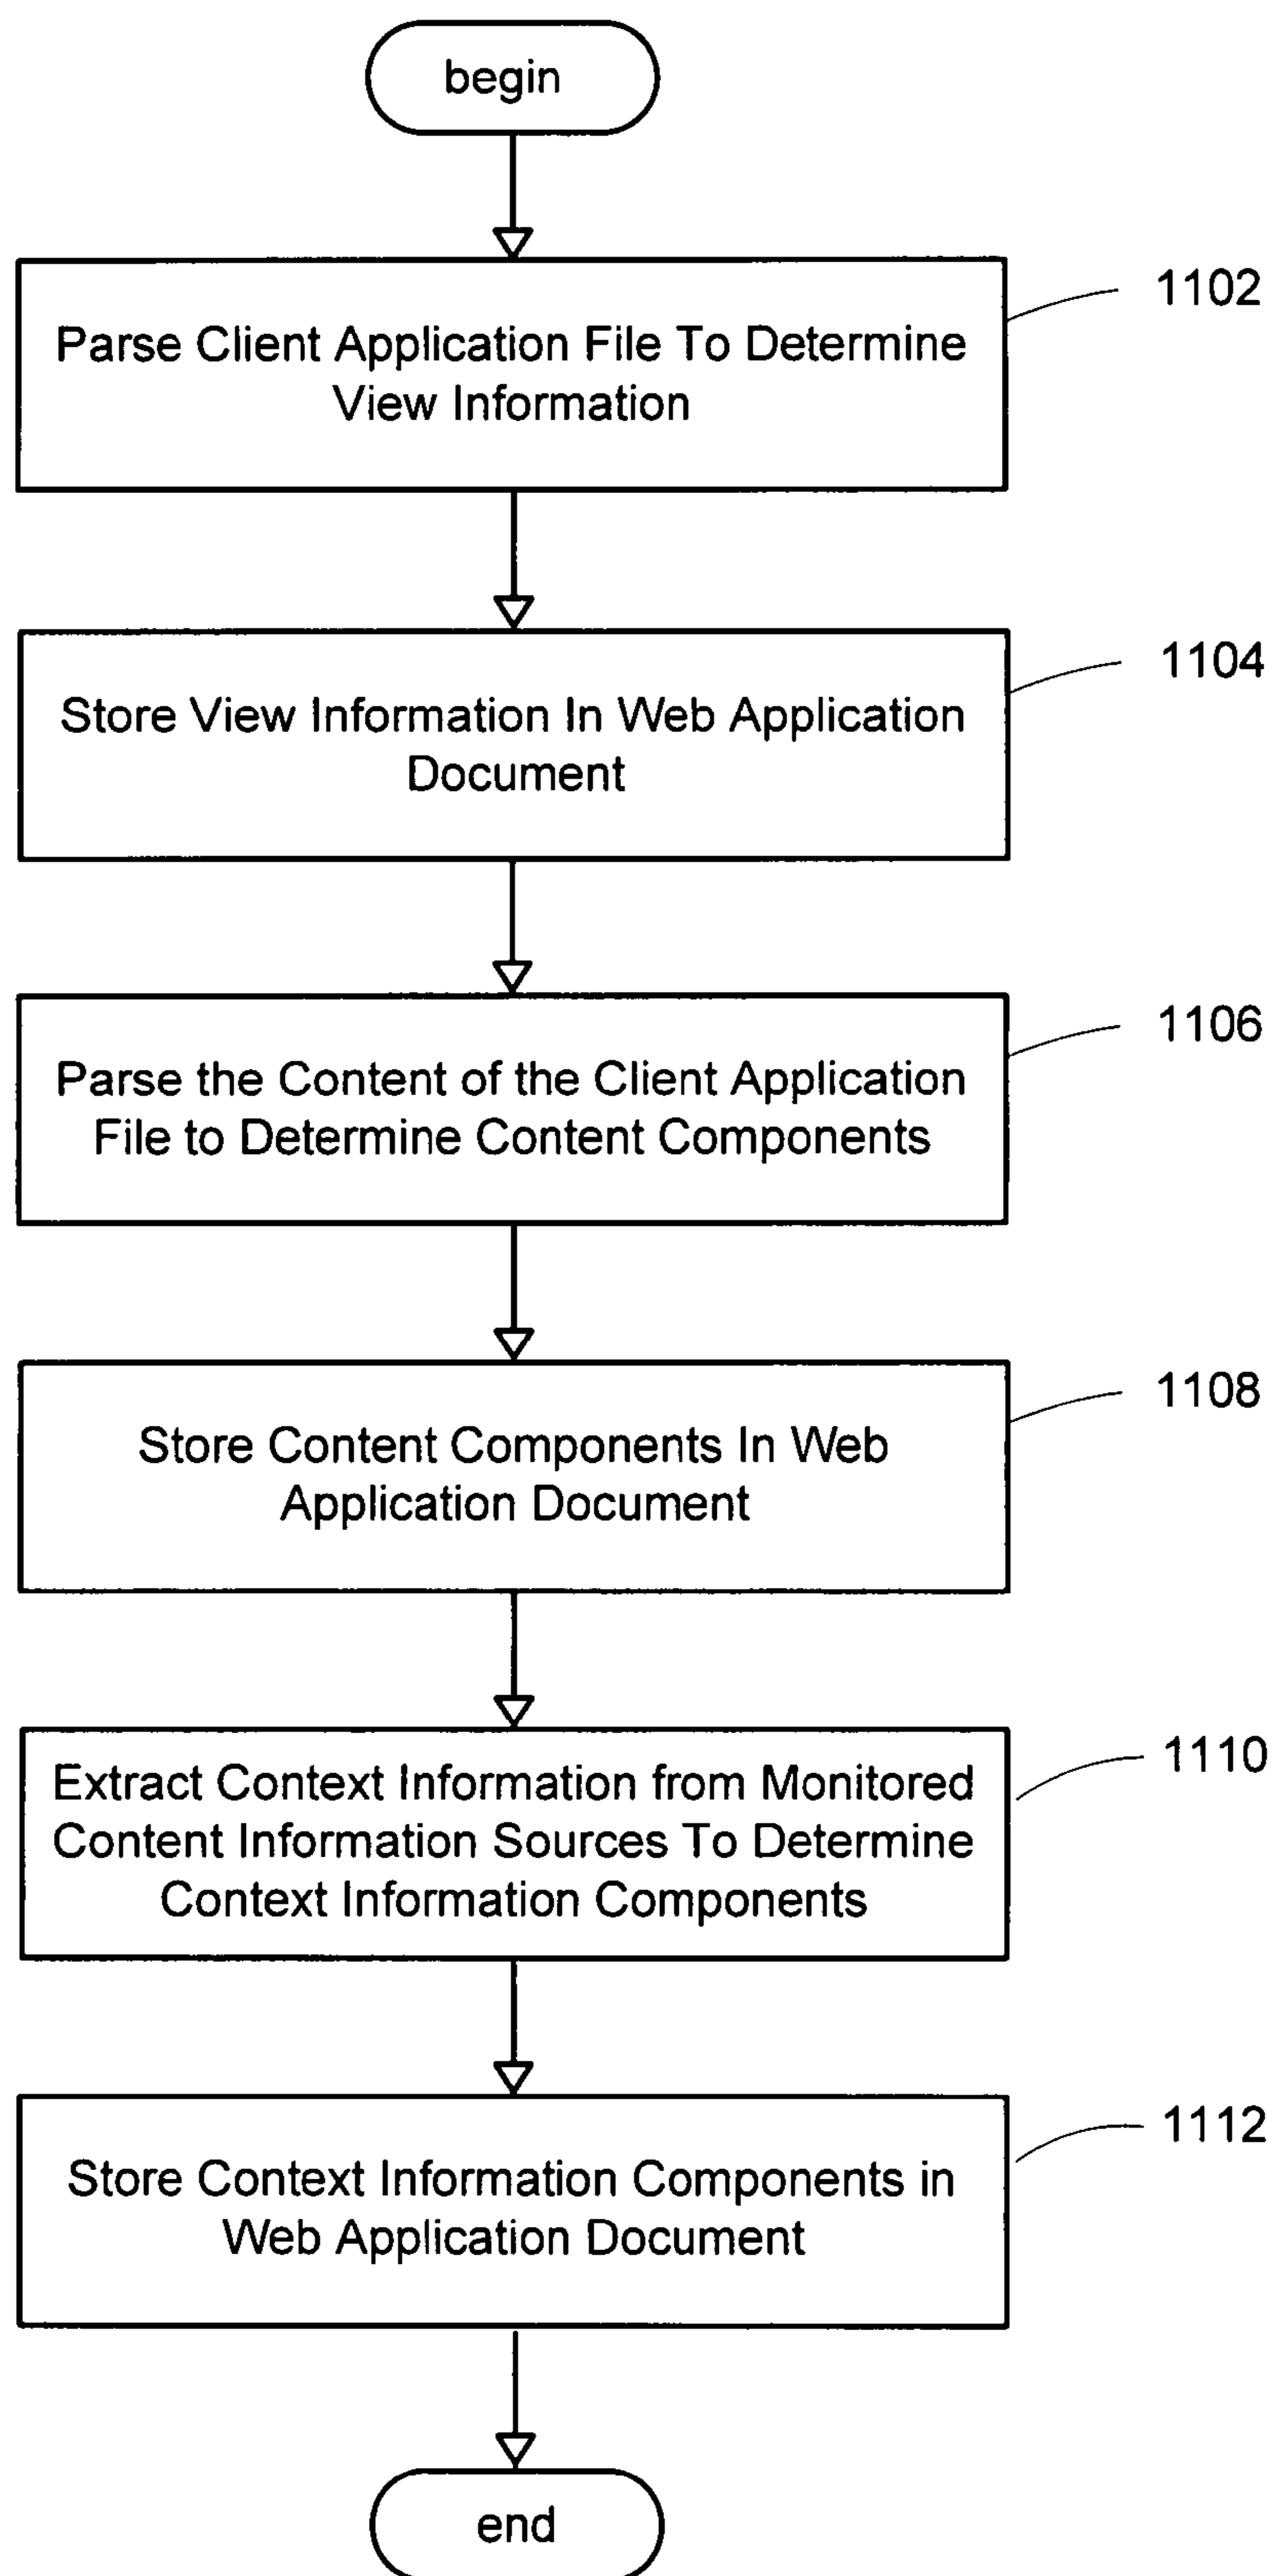 begin
1102
Parse Client Application File To Determine
View Information
1104
Store View Information In Web Application
Document
1106
Parse the Content of the Client Application
File to Determine Content Components
1108
Store Content Components In Web
Application Document
1110
Extract Context Information from Monitored
Content Information Sources To Determine
Context Information Components
1112
Store Context Information Components in
Web Application Document
end